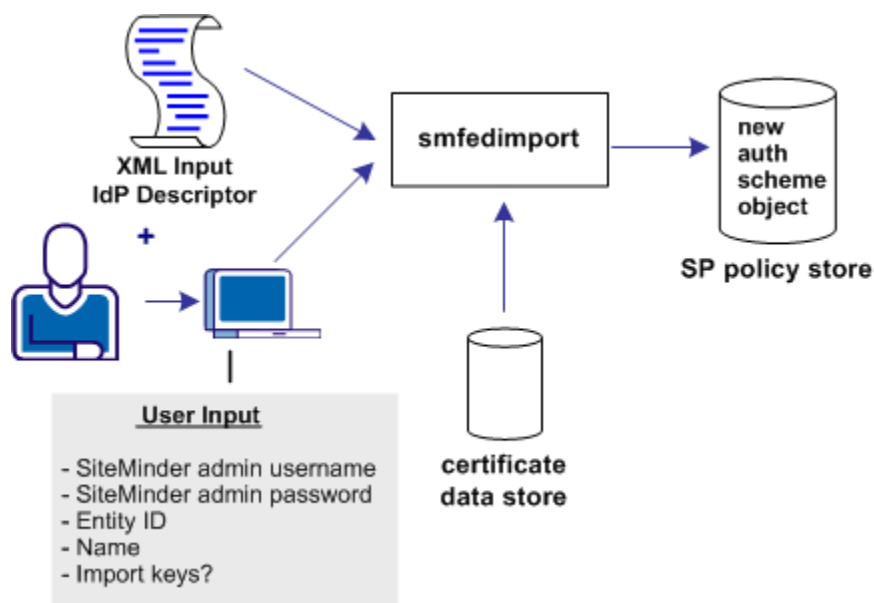 XML Input
IdP Descriptor
+
smfedimport
new
auth
scheme
object
SP policy store
certificate
data store
User Input
- SiteMinder admin username
- SiteMinder admin password
- Entity ID
- Name
- Import keys?